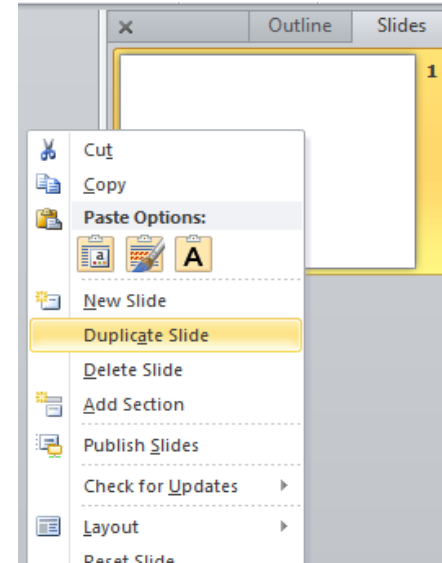 Outline Slides
1
Cut
Copy
Paste Options:
a A
New Slide
Duplicate Slide
Delete Slide
Add Section
Publish Slides
Check for Updates
Layout
Reset Slide